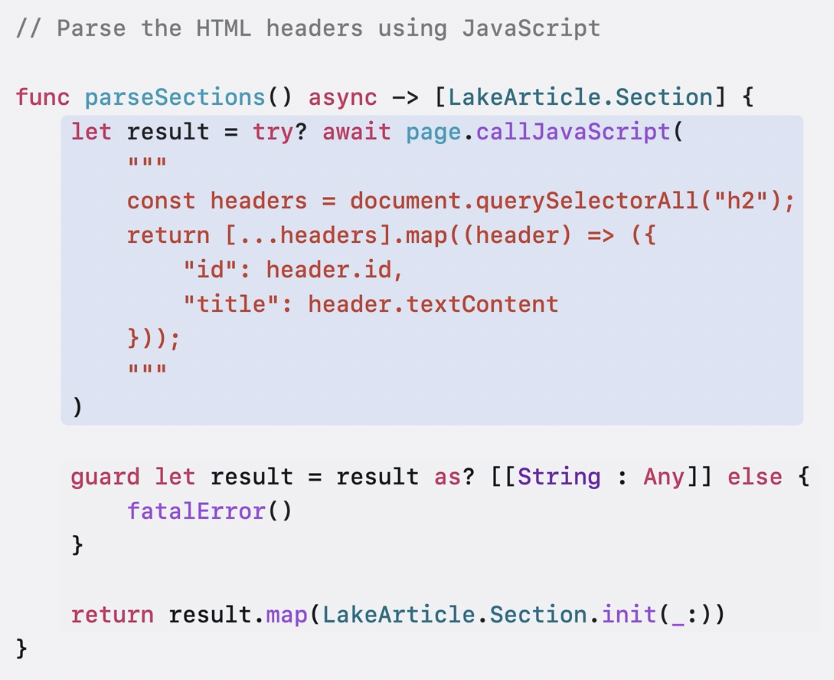 // Parse the HTML headers using JavaScript
func parseSections() async -> [LakeArticle.Section] {
    let result = try? await page.callJavaScript(
        """
        const headers = document.querySelectorAll("h2");
        return [...headers].map((header) => ({
            "id": header.id,
            "title": header.textContent
        }));
        """
    )
    guard let result = result as? [[String : Any]] else {
        fatalError()
    }
    return result.map(LakeArticle.Section.init(_:))
}